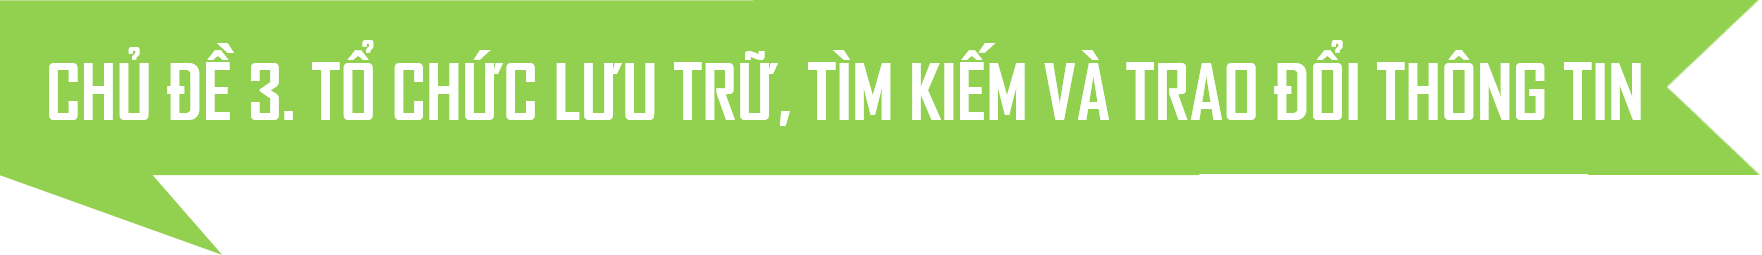 CHỦ ĐỀ 3. TỔ CHỨC LƯU TRỮ, TÌM KIẾM VÀ TRAO ĐỔI THÔNG TIN